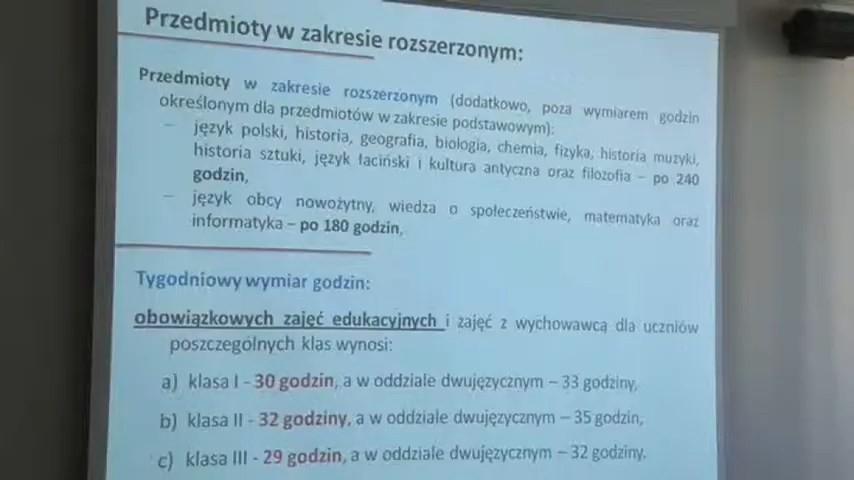 Przedmioty w zakresie rozszerzonym:
Przedmioty w zakresie rozszerzonym (dodatkowo, poza wymiarem godzin
określonym dla przedmiotów w zakresie podstawowym):
– język polski, historia, geografia, biologia, chemia, fizyka, historia muzyki,
historia sztuki, język łaciński i kultura antyczna oraz filozofia – po 240
godzin,
– język obcy nowożytny, wiedza o społeczeństwie, matematyka oraz
informatyka – po 180 godzin,
Tygodniowy wymiar godzin:
obowiązkowych zajęć edukacyjnych i zajęć z wychowawcą dla uczniów
poszczególnych klas wynosi:
a) klasa I - 30 godzin, a w oddziale dwujęzycznym – 33 godziny,
b) klasa II - 32 godziny, a w oddziale dwujęzycznym – 35 godzin,
c) klasa III - 29 godzin, a w oddziale dwujęzycznym – 32 godziny.